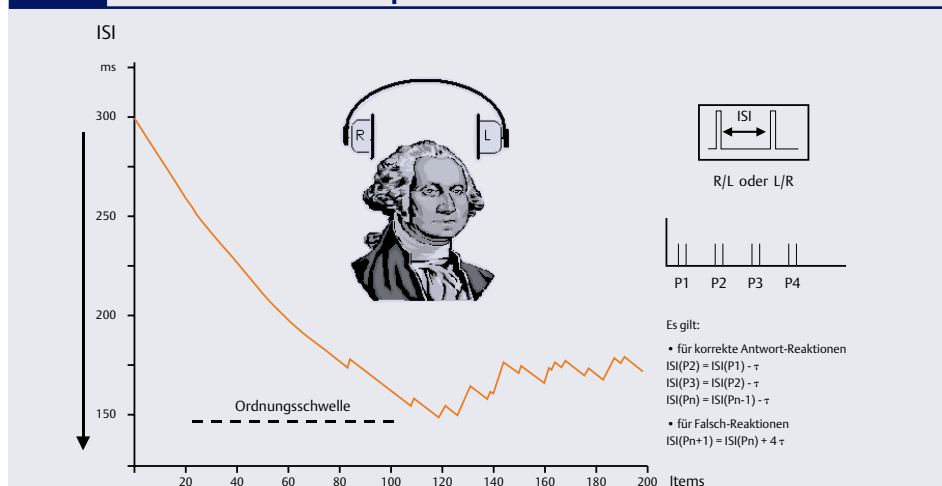 ISI
ms
300
250
200
150
20 40 60 80 100 120 140 160 180 200 Items
Ordnungsschwelle
R L
ISI
R/L oder L/R
P1 P2 P3 P4
Es gilt:
• für korrekte Antwort-Reaktionen
ISI(P2) = ISI(P1) - τ
ISI(P3) = ISI(P2) - τ
ISI(Pn) = ISI(Pn-1) - τ
• für Falsch-Reaktionen
ISI(Pn+1) = ISI(Pn) + 4 τ